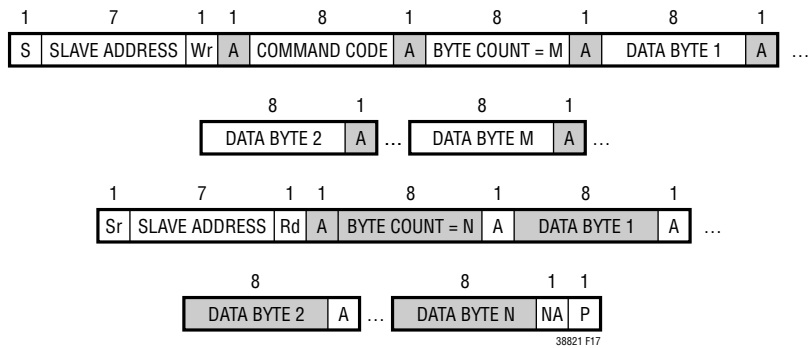 1 7 1 1 8 1 8 1 8 1
S SLAVE ADDRESS Wr A COMMAND CODE A BYTE COUNT = M A DATA BYTE 1 A ...
8 1 8 1
DATA BYTE 2 A ... DATA BYTE M A ...
1 7 1 1 8 1 8 1
Sr SLAVE ADDRESS Rd A BYTE COUNT = N A DATA BYTE 1 A ...
8 8 1 1
DATA BYTE 2 A ... DATA BYTE N NA P
38821 F17